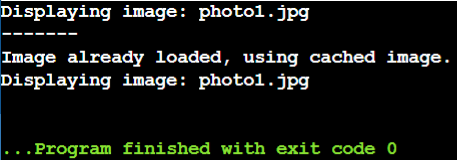 Displaying image: photo1.jpg
-------
Image already loaded, using cached image.
Displaying image: photo1.jpg
...Program finished with exit code 0